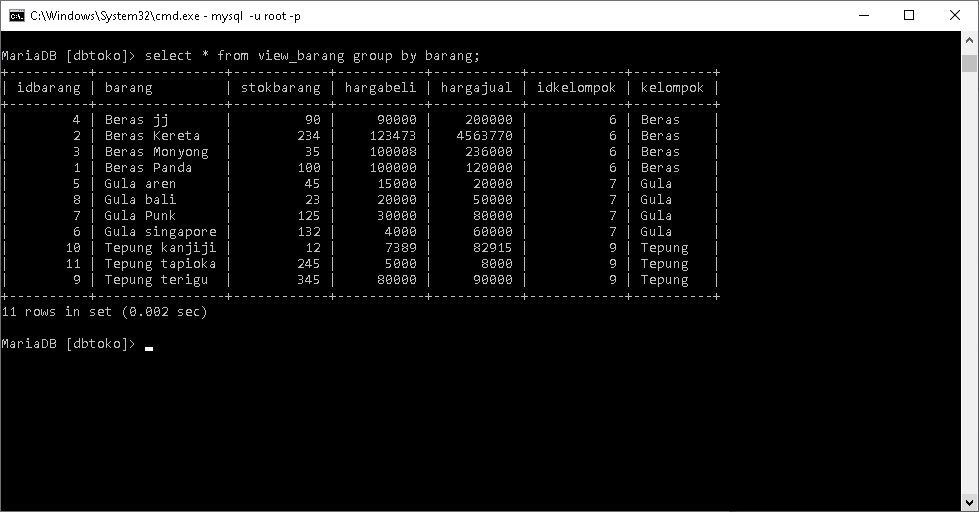 C:\Windows\System32\cmd.exe - mysql  -u root -p
MariaDB [dbtoko]> select * from view_barang group by barang;
+----------+-----------------+------------+-----------+----------+------------+----------+
| idbarang | barang          | stokbarang | hargabeli | hargajual | idkelompok | kelompok |
+----------+-----------------+------------+-----------+----------+------------+----------+
|        4 | Beras jj        |         90 |     90000 |    200000 |          6 | Beras    |
|        2 | Beras Kereta    |        234 |    123473 |   4563770 |          6 | Beras    |
|        3 | Beras Monyong   |         35 |    100008 |    236000 |          6 | Beras    |
|        1 | Beras Panda     |        100 |    100000 |    120000 |          6 | Beras    |
|        5 | Gula aren       |         45 |     15000 |     20000 |          7 | Gula     |
|        8 | Gula bali       |         23 |     20000 |     50000 |          7 | Gula     |
|        7 | Gula Punk       |        125 |     30000 |     80000 |          7 | Gula     |
|        6 | Gula singapore  |        132 |      4000 |     60000 |          7 | Gula     |
|       10 | Tepung kanjiji  |         12 |      7389 |     82915 |          9 | Tepung   |
|       11 | Tepung tapioka  |        245 |      5000 |      8000 |          9 | Tepung   |
|        9 | Tepung terigu   |        345 |     80000 |     90000 |          9 | Tepung   |
+----------+-----------------+------------+-----------+----------+------------+----------+
11 rows in set (0.002 sec)
MariaDB [dbtoko]>